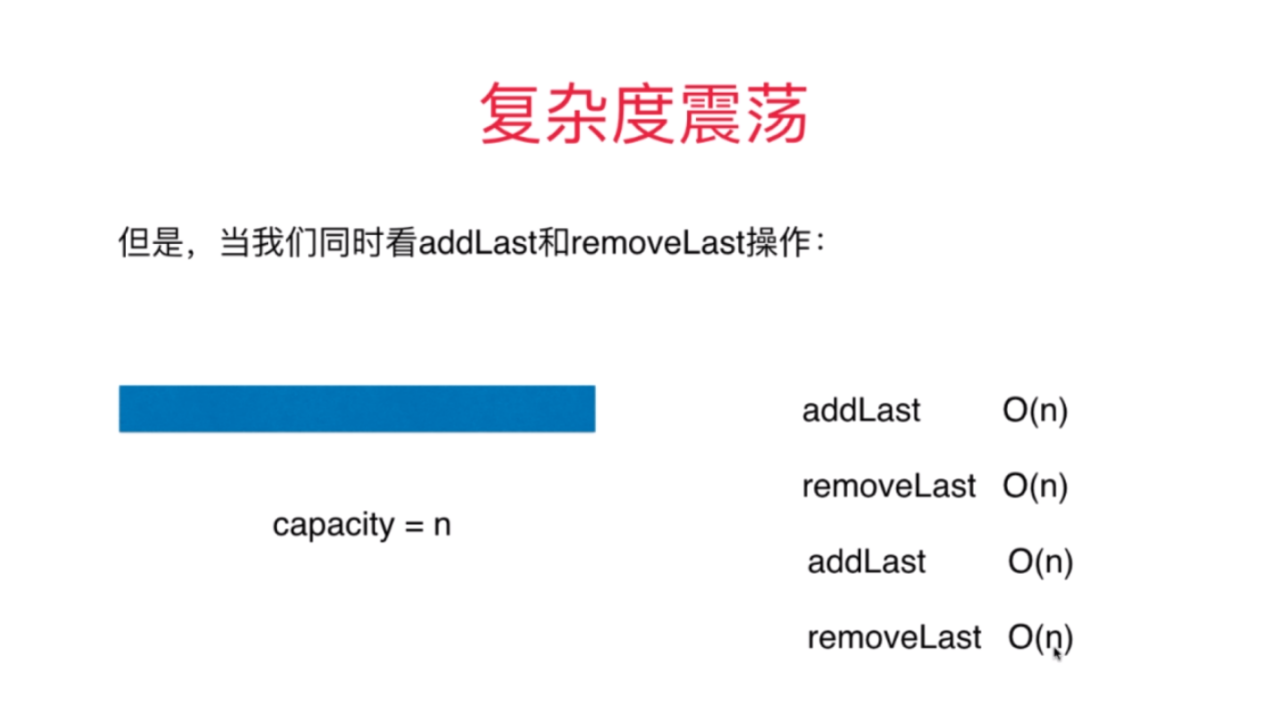 复杂度震荡
但是，当我们同时看addLast和removeLast操作：
addLast O(n)
removeLast O(n)
capacity = n
addLast O(n)
removeLast O(n)